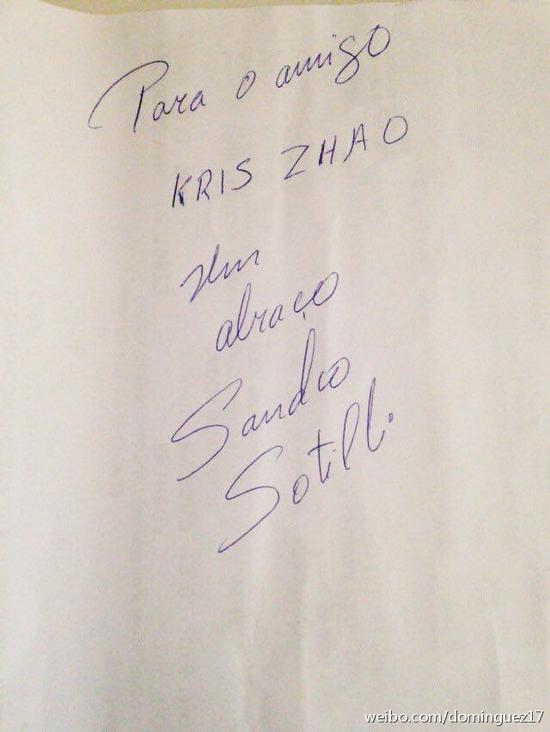 Para o amigo
KRIS ZHAO
Um
abraço
Sandro
Sotilli
weibo.com/dominguez17